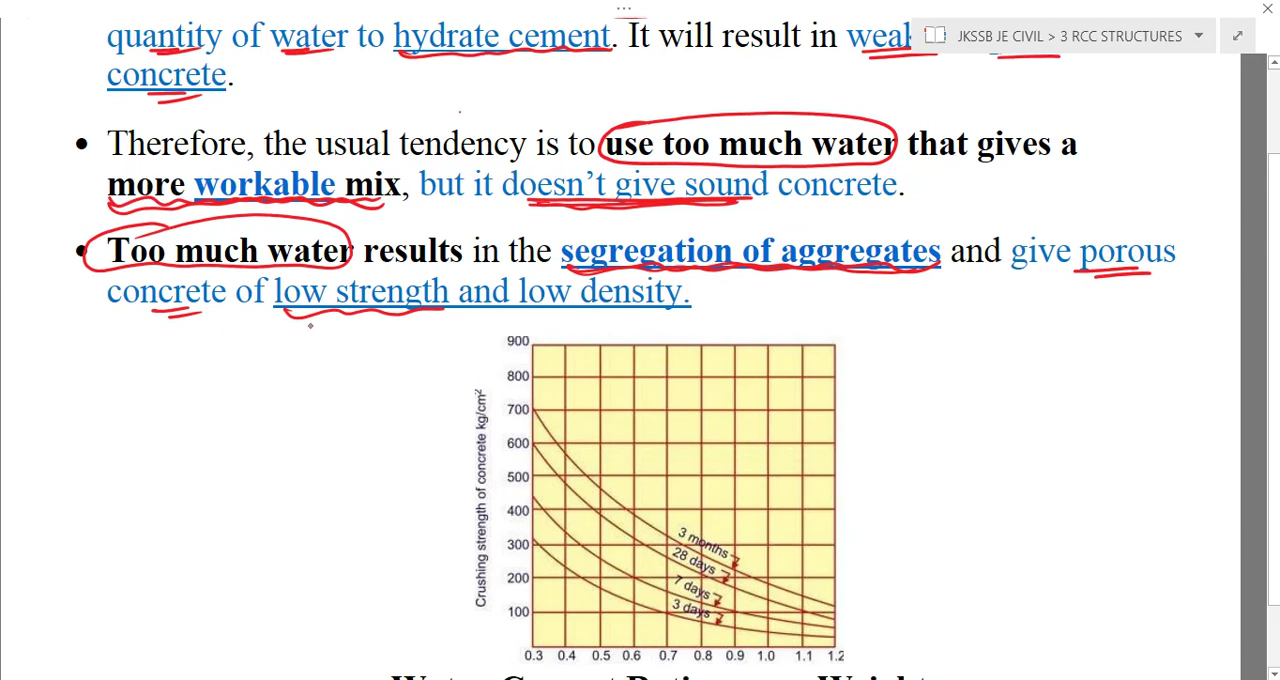 quantity of water to hydrate cement. It will result in weak
JKSSB JE CIVIL > 3 RCC STRUCTURES
concrete.
• Therefore, the usual tendency is to use too much water that gives a
more workable mix, but it doesn’t give sound concrete.
• Too much water results in the segregation of aggregates and give porous
concrete of low strength and low density.
900
800
700
600
500
400
300
200
100
Crushing strength of concrete kg/cm²
3 months
28 days
7 days
3 days
0.3 0.4 0.5 0.6 0.7 0.8 0.9 1.0 1.1 1.2